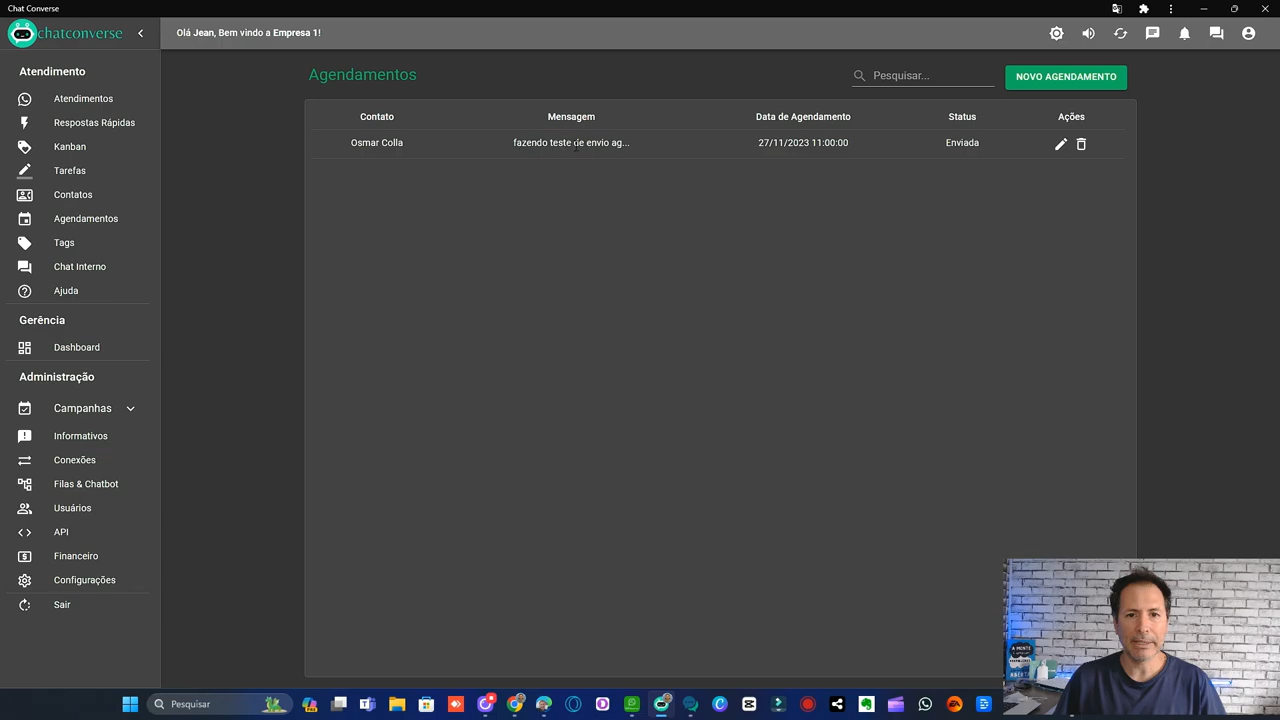 Chat Converse
chatconverse
Olá Jean, Bem vindo a Empresa 1!
Atendimento
Atendimentos
Respostas Rápidas
Kanban
Tarefas
Contatos
Agendamentos
Tags
Chat Interno
Ajuda
Gerência
Dashboard
Administração
Campanhas
Informativos
Conexões
Filas & Chatbot
Usuários
API
Financeiro
Configurações
Sair
Agendamentos
Pesquisar...
NOVO AGENDAMENTO
Contato Mensagem Data de Agendamento Status Ações
Osmar Colla fazendo teste de envio ag... 27/11/2023 11:00:00 Enviada
A MENTE
Pesquisar